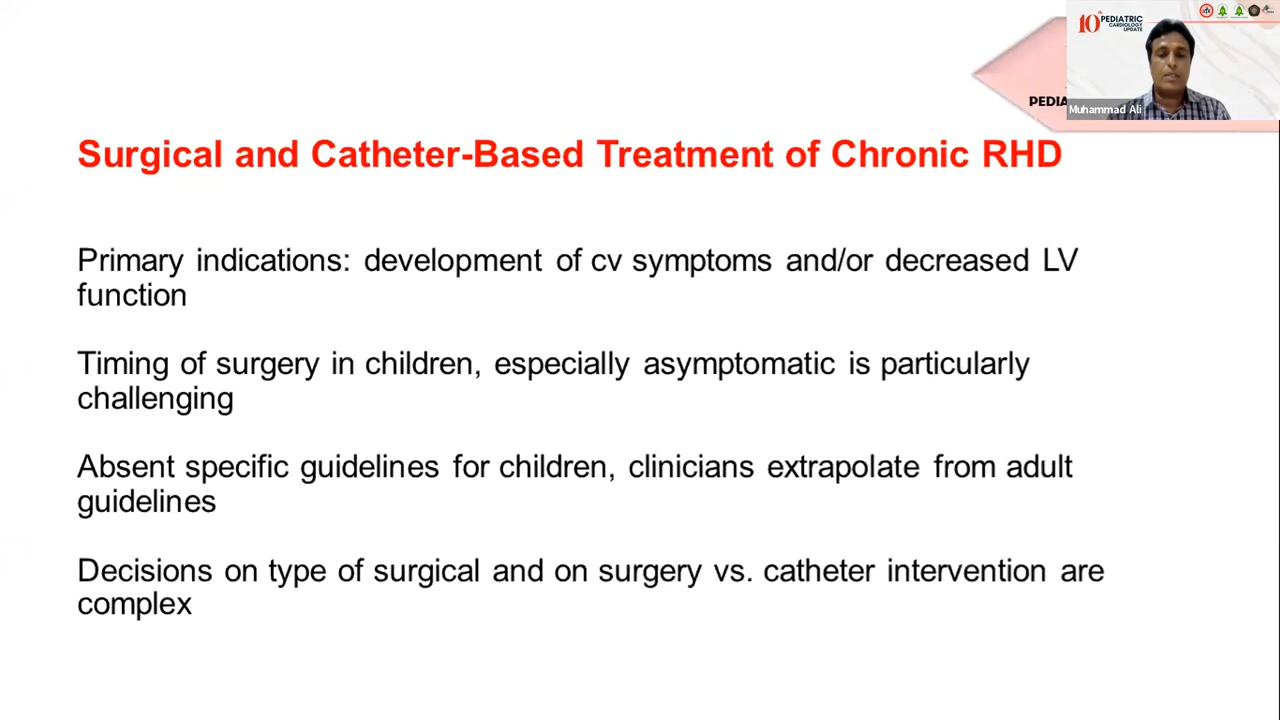 10th PEDIATRIC
CARDIOLOGY
UPDATE
PEDIA
Muhammad Ali
Surgical and Catheter-Based Treatment of Chronic RHD
Primary indications: development of cv symptoms and/or decreased LV
function
Timing of surgery in children, especially asymptomatic is particularly
challenging
Absent specific guidelines for children, clinicians extrapolate from adult
guidelines
Decisions on type of surgical and on surgery vs. catheter intervention are
complex